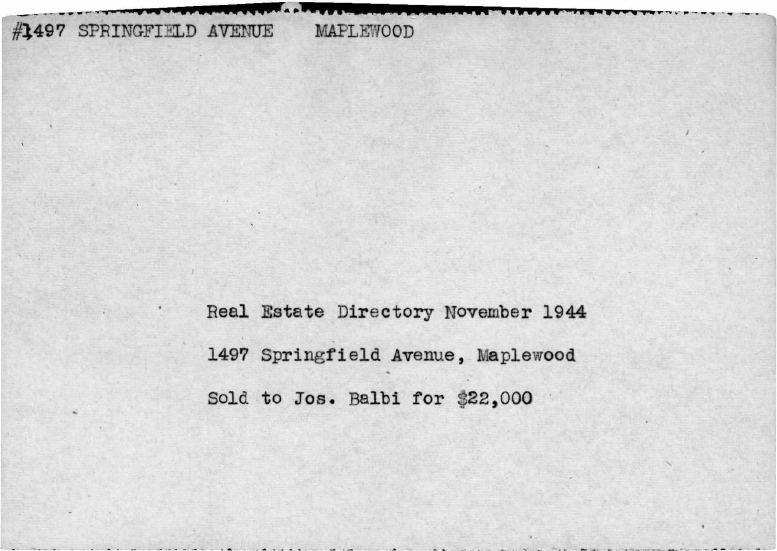 #1497 SPRINGFIELD AVENUE MAPLEWOOD
Real Estate Directory November 1944
1497 Springfield Avenue, Maplewood
Sold to Jos. Balbi for $22,000